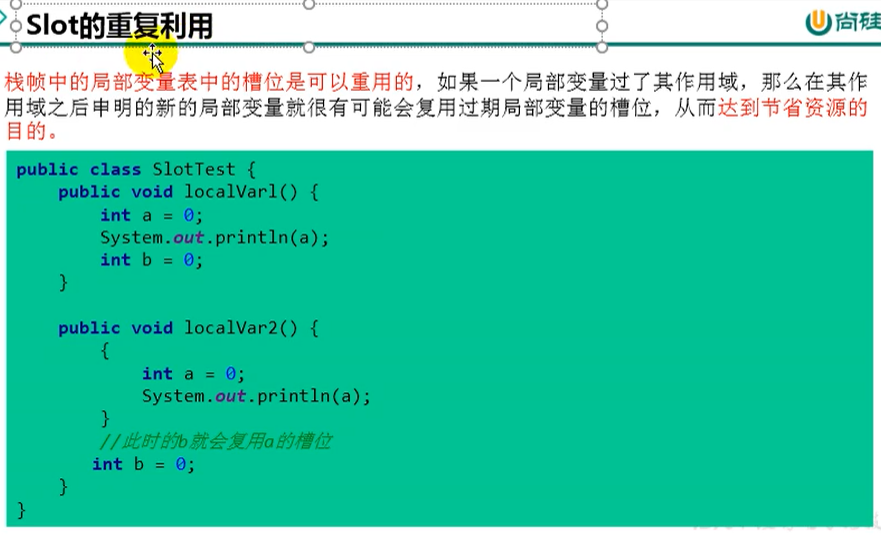 Slot的重复利用
尚硅
栈帧中的局部变量表中的槽位是可以重用的，如果一个局部变量过了其作用域，那么在其作
用域之后申明的新的局部变量就很有可能会复用过期局部变量的槽位，从而达到节省资源的
目的。
public class SlotTest {
public void localVarl() {
int a = 0;
System.out.println(a);
int b = 0;
}
public void localVar2() {
{
int a = 0;
System.out.println(a);
}
//此时的b就会复用a的槽位
int b = 0;
}
}